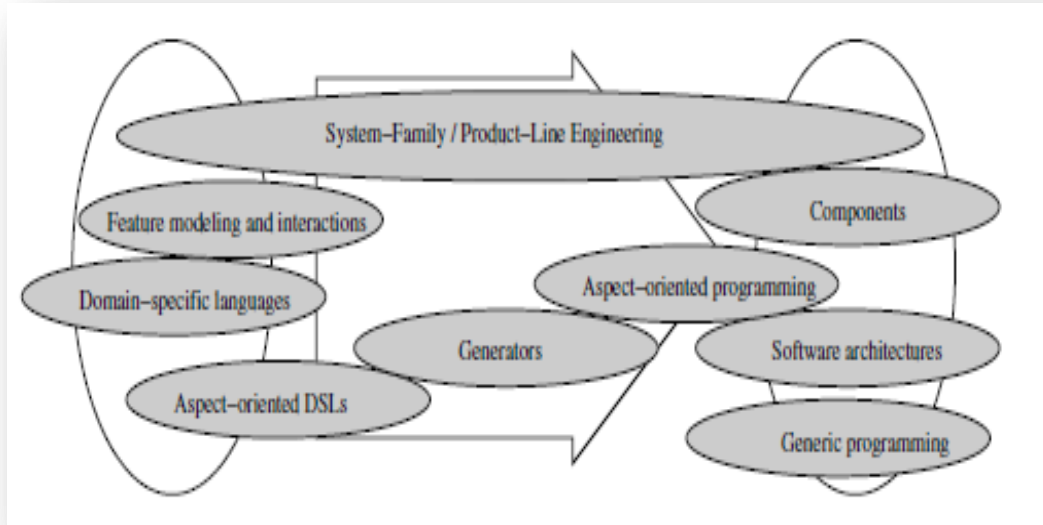 System-Family / Product-Line Engineering
Feature modeling and interactions
Components
Domain-specific languages
Aspect-oriented programming
Generators
Software architectures
Aspect-oriented DSLs
Generic programming